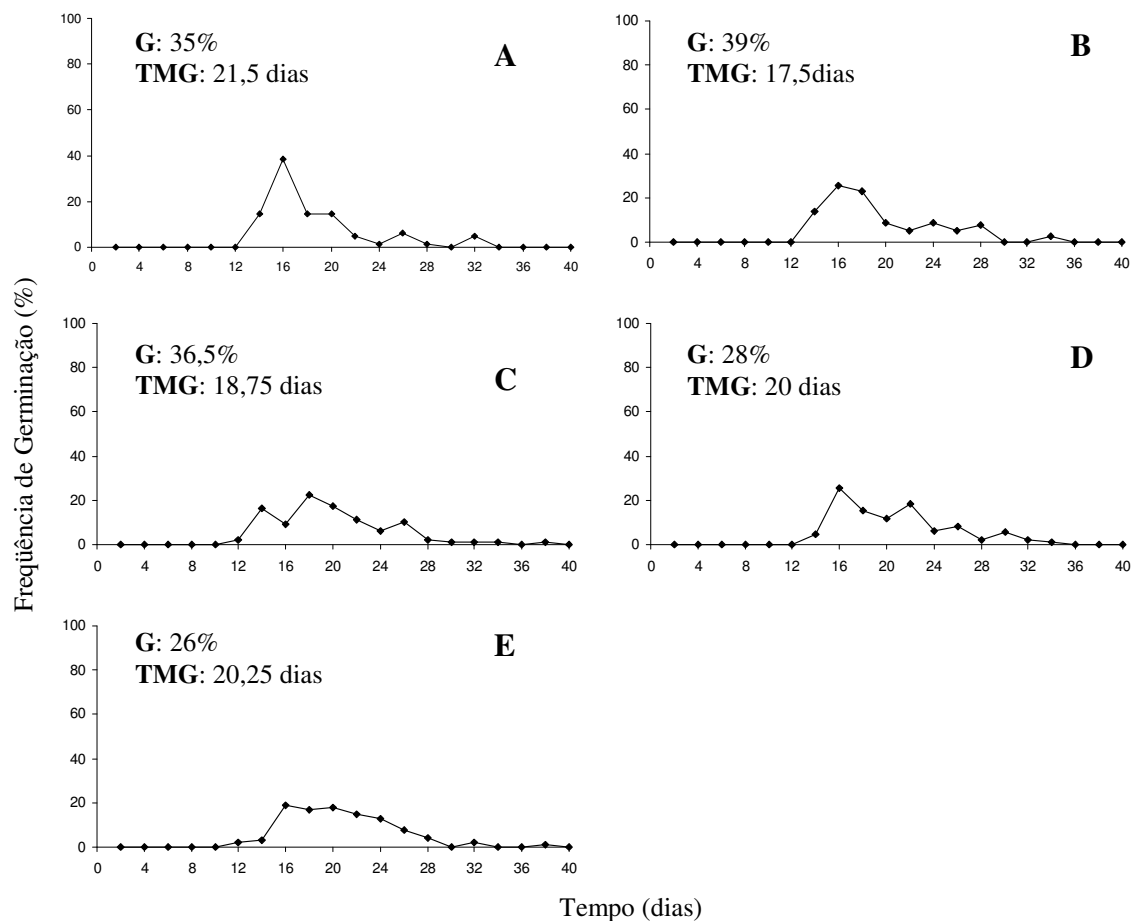 100
80
60
40
20
0
G: 35%
TMG: 21,5 dias
A
0 4 8 12 16 20 24 28 32 36 40
100
80
60
40
20
0
G: 39%
TMG: 17,5dias
B
0 4 8 12 16 20 24 28 32 36 40
Freqüência de Germinação (%)
100
80
60
40
20
0
G: 36,5%
TMG: 18,75 dias
C
0 4 8 12 16 20 24 28 32 36 40
100
80
60
40
20
0
G: 28%
TMG: 20 dias
D
0 4 8 12 16 20 24 28 32 36 40
100
80
60
40
20
0
G: 26%
TMG: 20,25 dias
E
0 4 8 12 16 20 24 28 32 36 40
Tempo (dias)